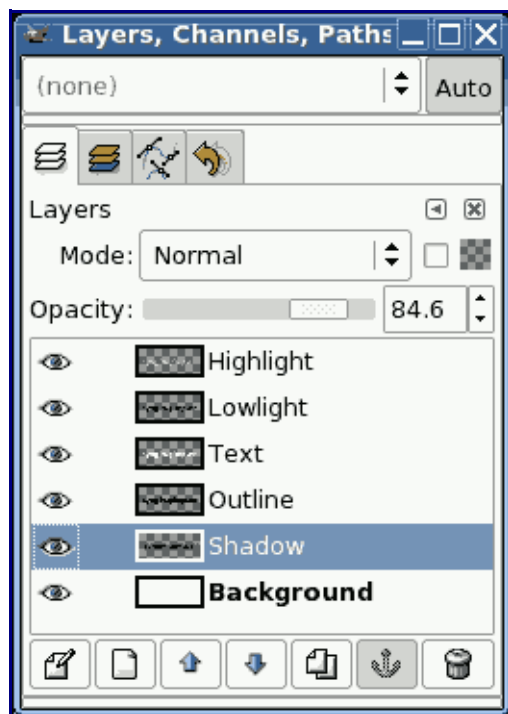 Layers, Channels, Paths
(none) Auto
Layers
Mode: Normal
Opacity: 84.6
Highlight
Lowlight
Text
Outline
Shadow
Background